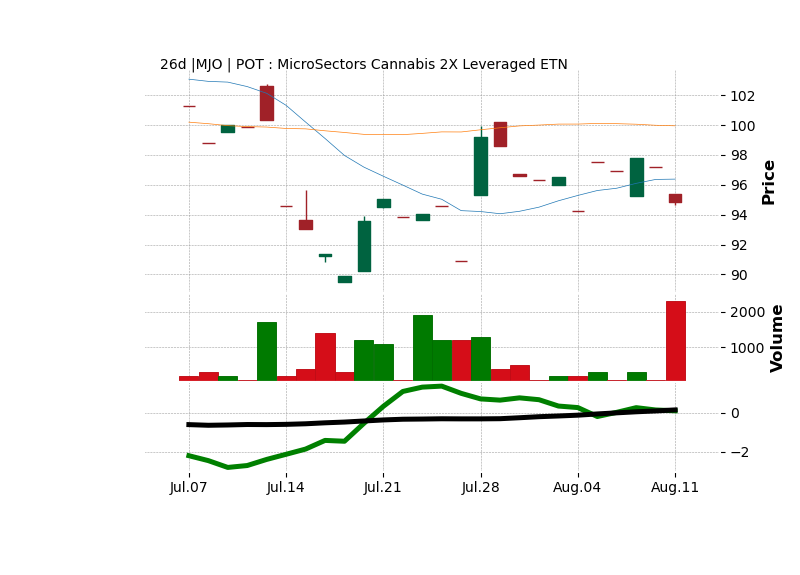 26d |MJO | POT : MicroSectors Cannabis 2X Leveraged ETN
102
100
98
96
94
92
90
Price
2000
1000
Volume
0
−2
Jul.07 Jul.14 Jul.21 Jul.28 Aug.04 Aug.11